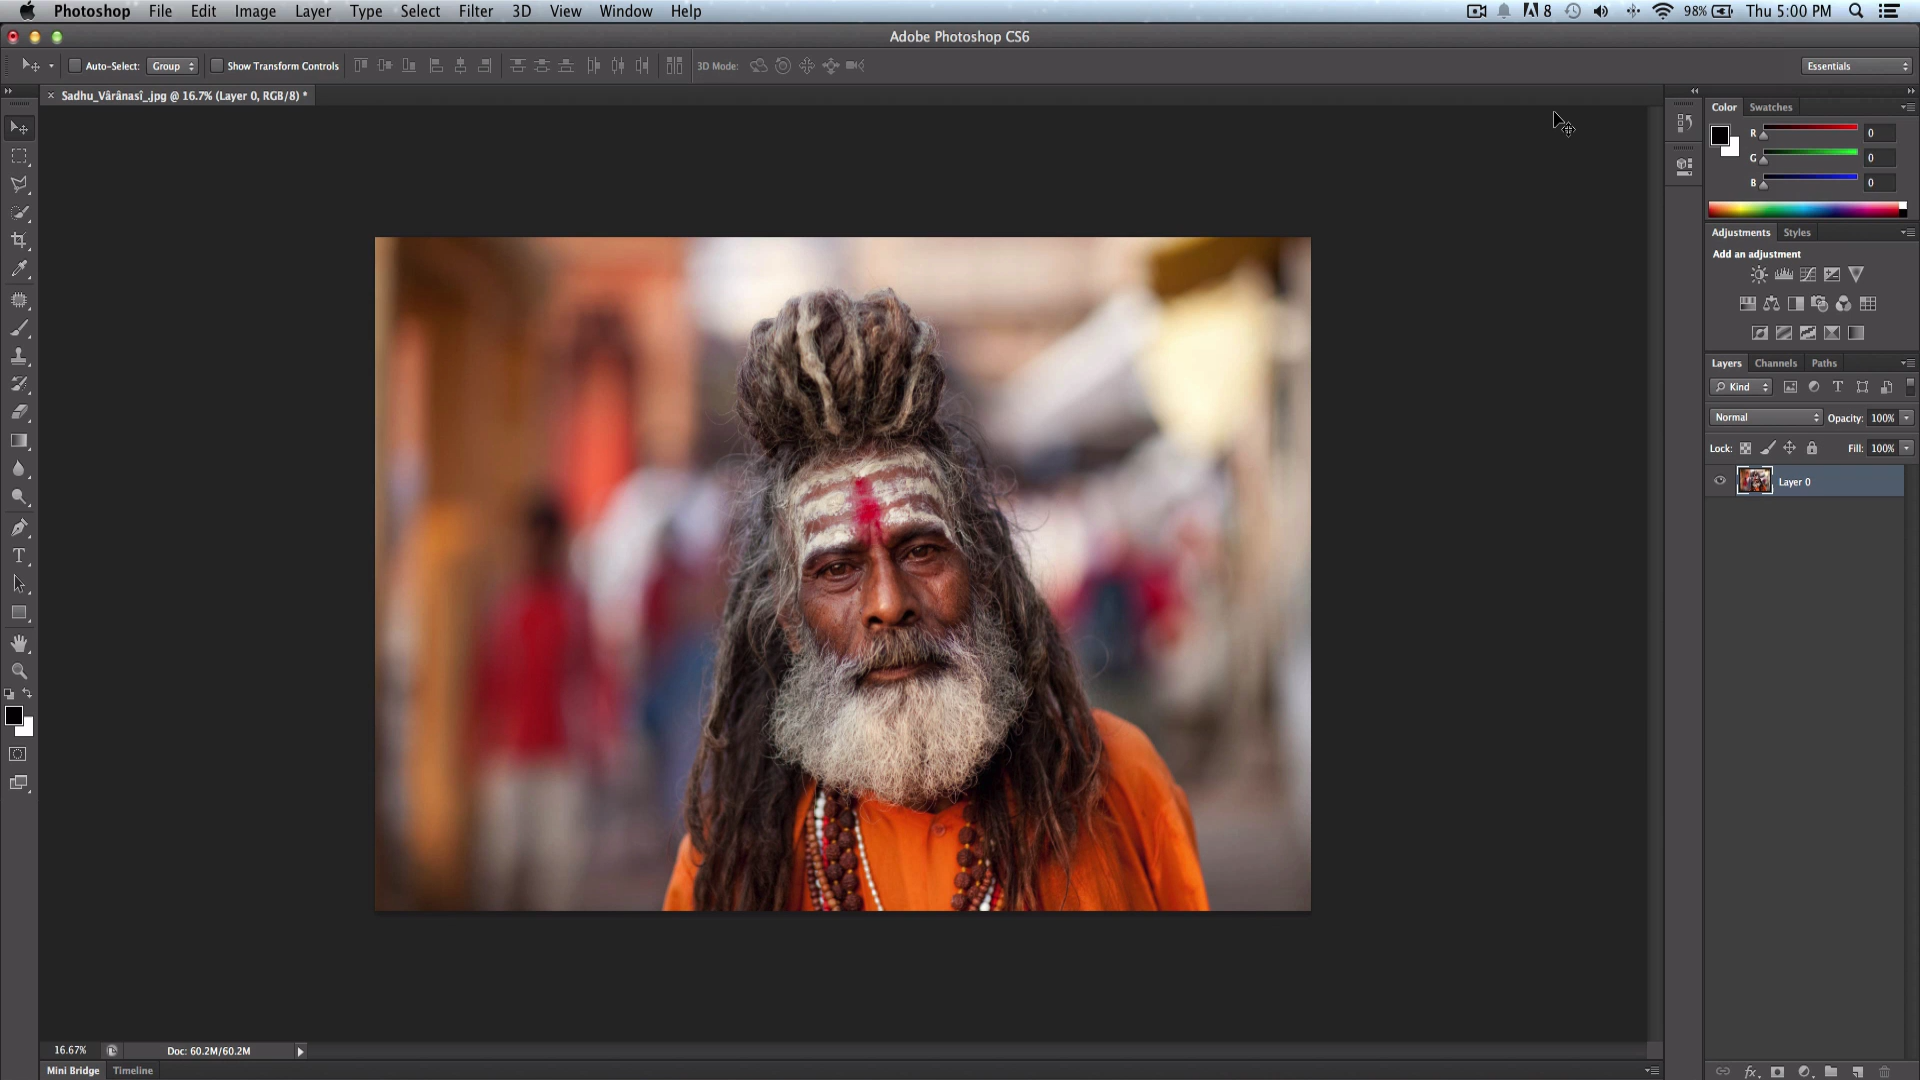 Photoshop File Edit Image Layer Type Select Filter 3D View Window Help 8 98% Thu 5:00 PM
Adobe Photoshop CS6
Auto-Select: Group Show Transform Controls 3D Mode: Essentials
× Sadhu_Vârânasî_.jpg @ 16.7% (Layer 0, RGB/8) *
Color Swatches
R 0
G 0
B 0
Adjustments Styles
Add an adjustment
Layers Channels Paths
Kind
Normal Opacity: 100%
Lock: Fill: 100%
Layer 0
16.67% Doc: 60.2M/60.2M
Mini Bridge Timeline